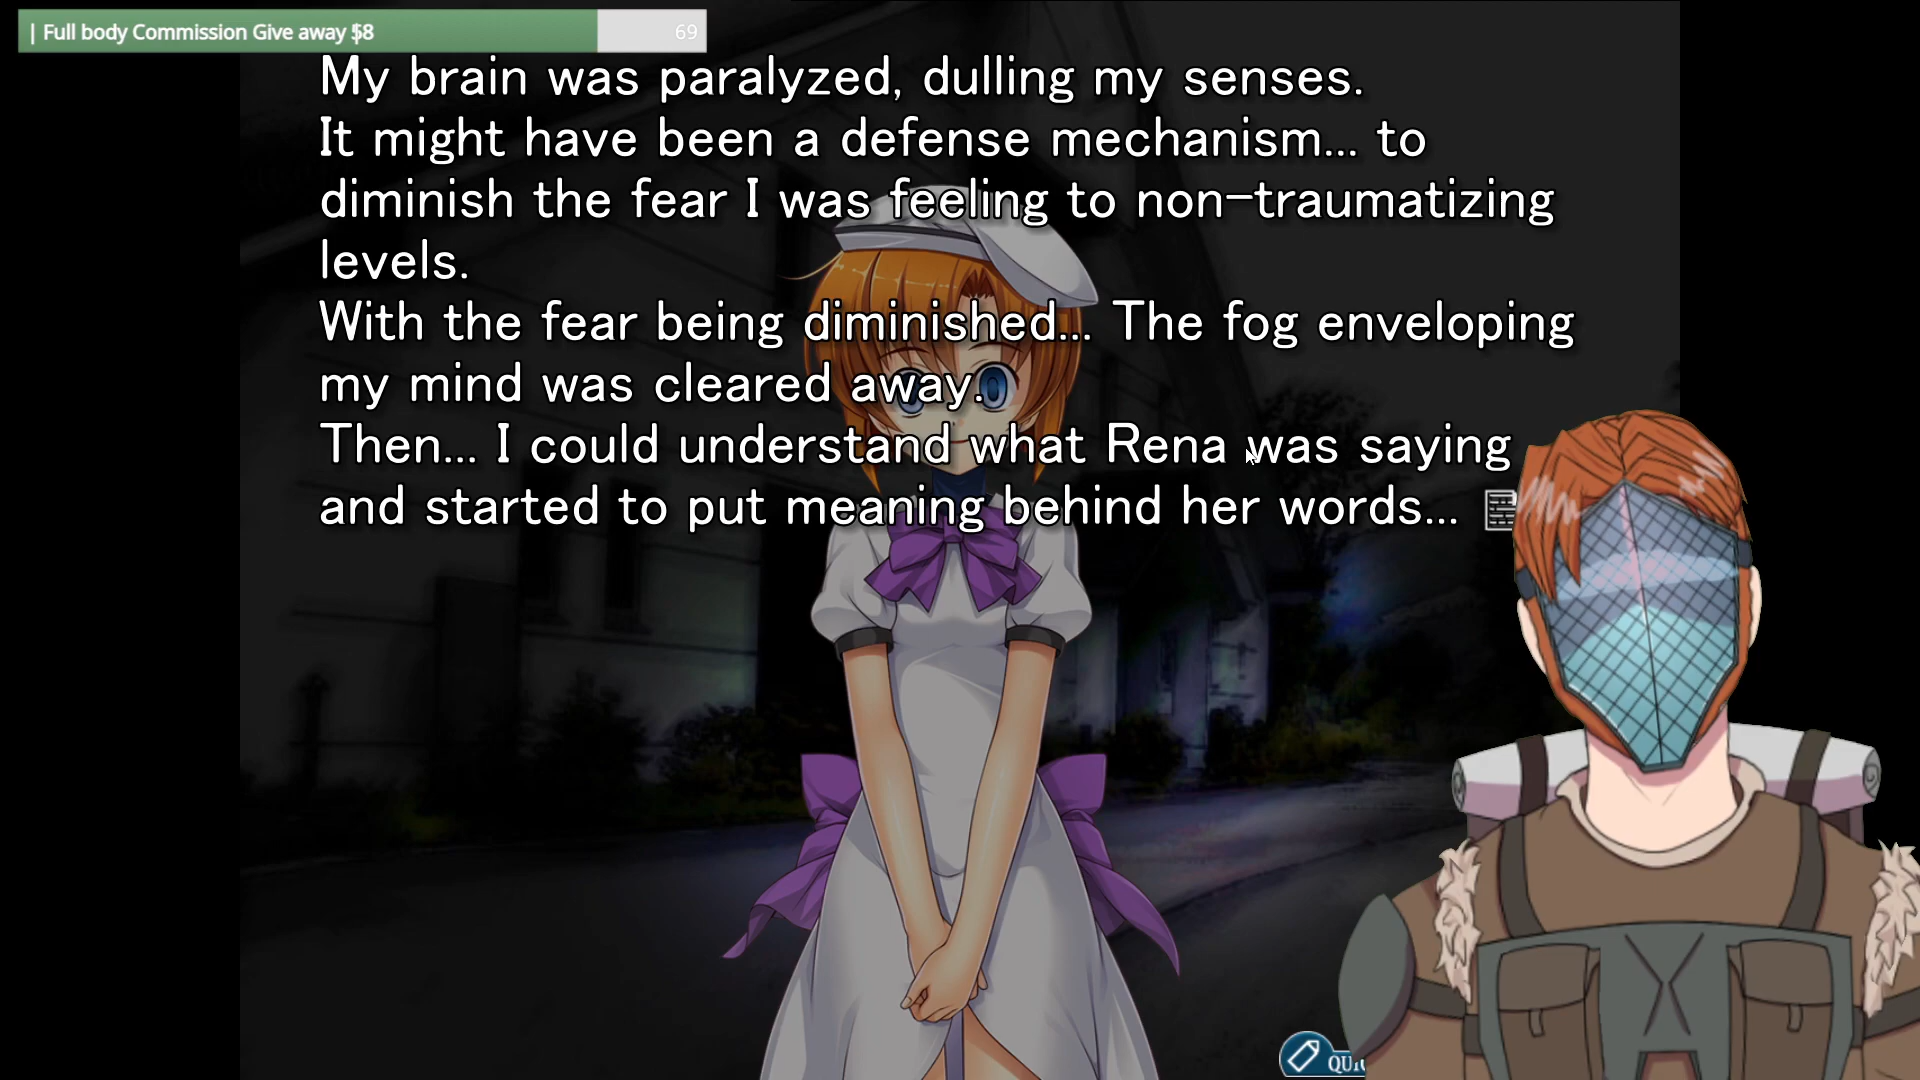 | Full body Commission Give away $8
69
My brain was paralyzed, dulling my senses.
It might have been a defense mechanism... to
diminish the fear I was feeling to non-traumatizing
levels.
With the fear being diminished... The fog enveloping
my mind was cleared away.
Then... I could understand what Rena was saying
and started to put meaning behind her words...